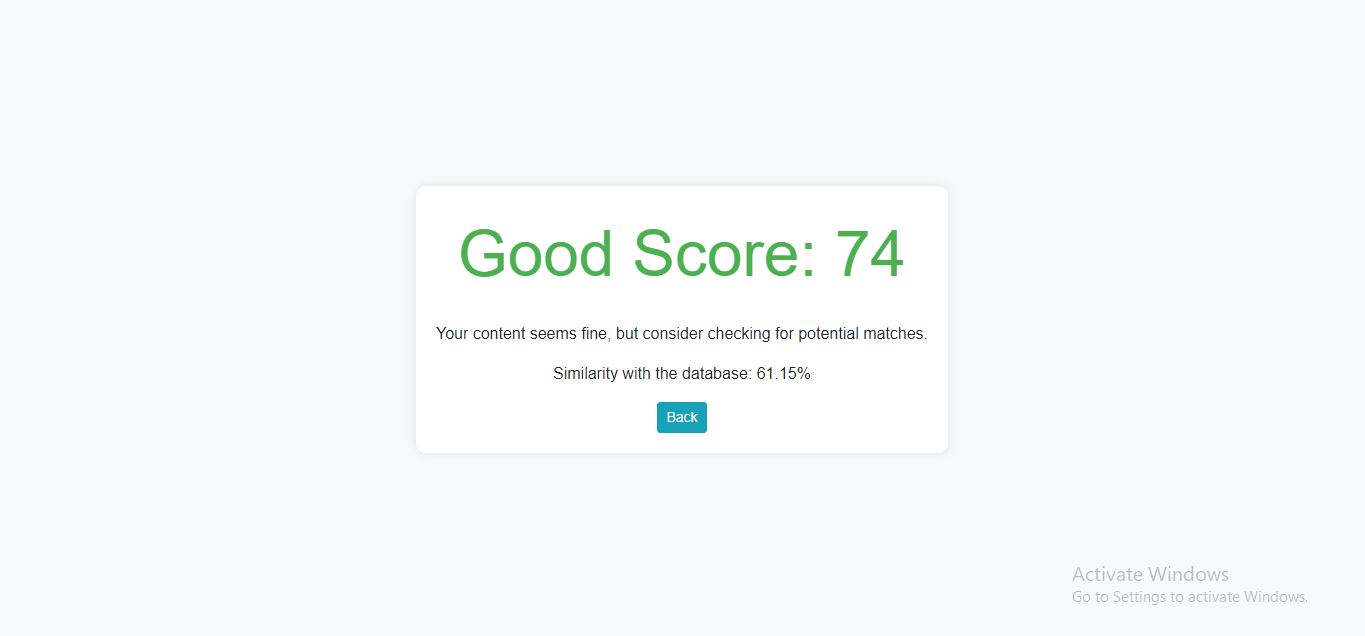 Good Score: 74
Your content seems fine, but consider checking for potential matches.
Similarity with the database: 61.15%
Back
Activate Windows
Go to Settings to activate Windows.